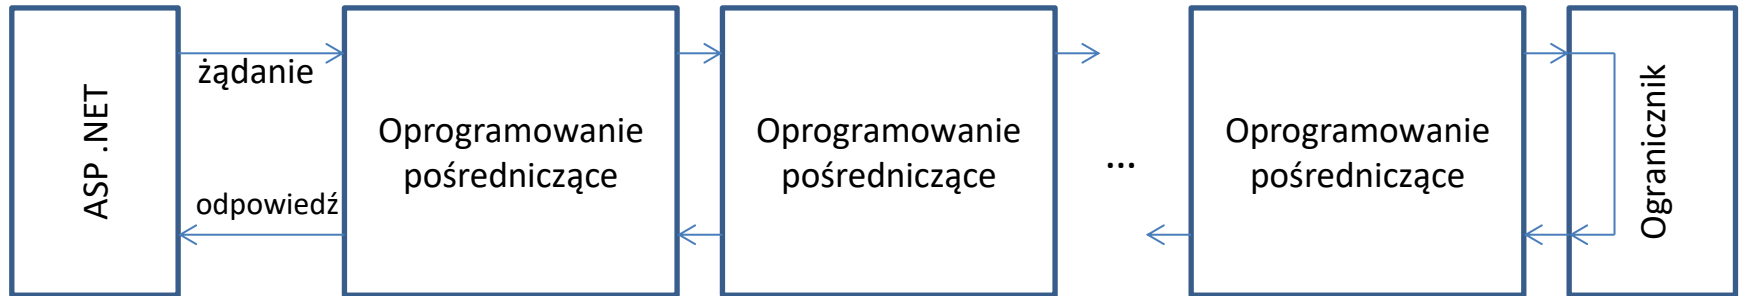 ASP .NET
żądanie
odpowiedź
Oprogramowanie
pośredniczące
Oprogramowanie
pośredniczące
...
Oprogramowanie
pośredniczące
Ogranicznik